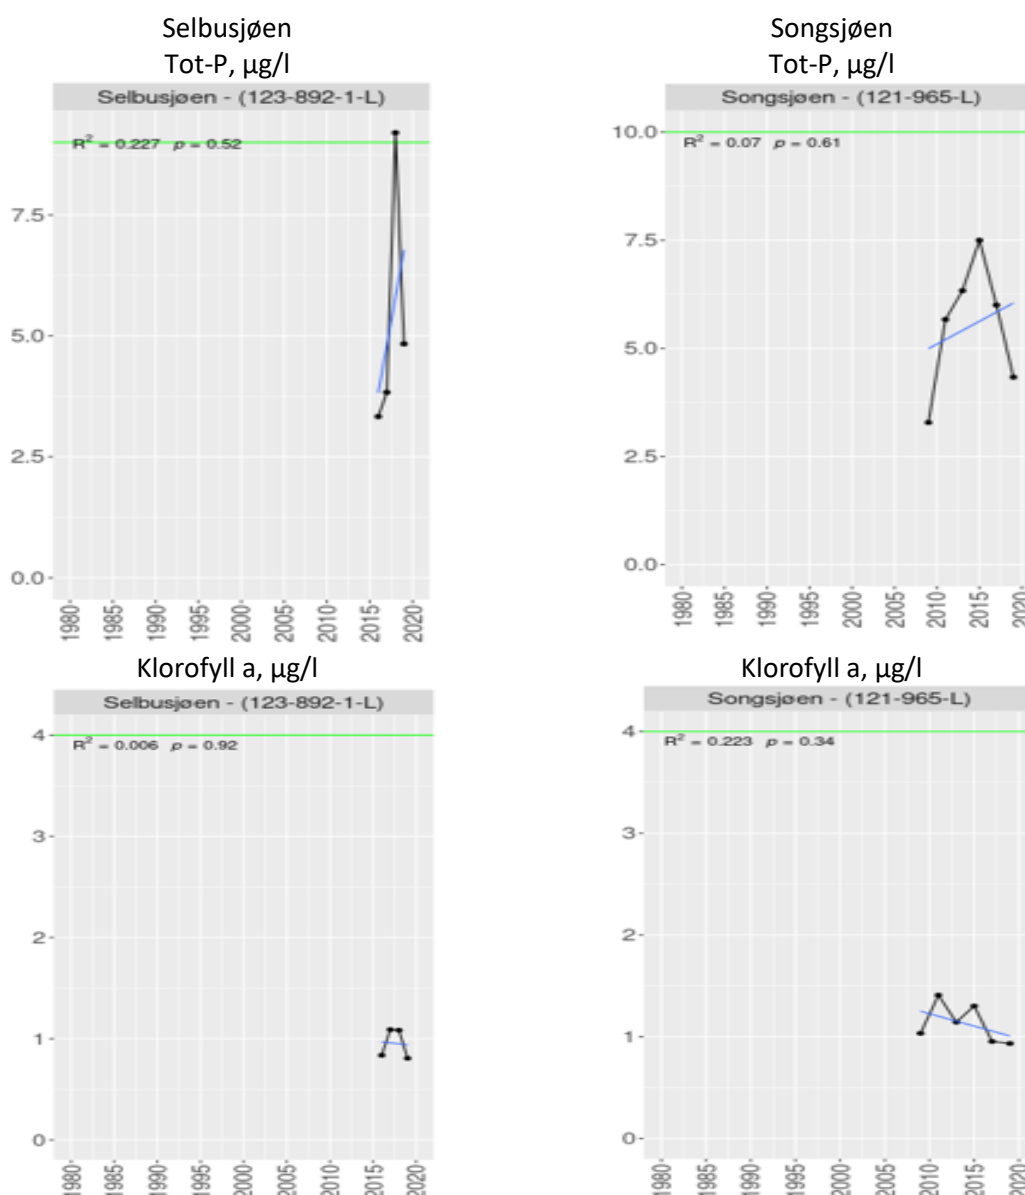 Selbusjøen
Tot-P, µg/l
Selbusjøen - (123-892-1-L)
R² = 0.227 p = 0.52
7.5
5.0
2.5
0.0
1980 1985 1990 1995 2000 2005 2010 2015 2020
Songsjøen
Tot-P, µg/l
Songsjøen - (121-965-L)
R² = 0.07 p = 0.61
10.0
7.5
5.0
2.5
0.0
1980 1985 1990 1995 2000 2005 2010 2015 2020
Klorofyll a, µg/l
Selbusjøen - (123-892-1-L)
R² = 0.006 p = 0.92
4
3
2
1
0
1980 1985 1990 1995 2000 2005 2010 2015 2020
Klorofyll a, µg/l
Songsjøen - (121-965-L)
R² = 0.223 p = 0.34
4
3
2
1
0
1980 1985 1990 1995 2000 2005 2010 2015 2020